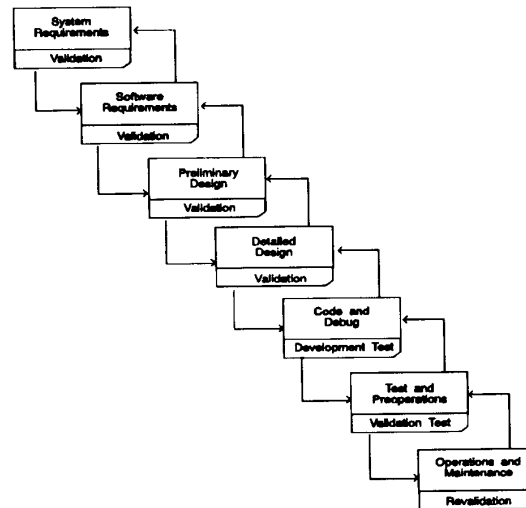 System
Requirements
Validation
Software
Requirements
Validation
Preliminary
Design
Validation
Detailed
Design
Validation
Code and
Debug
Development Test
Test and
Preoperations
Validation Test
Operations and
Maintenance
Revalidation